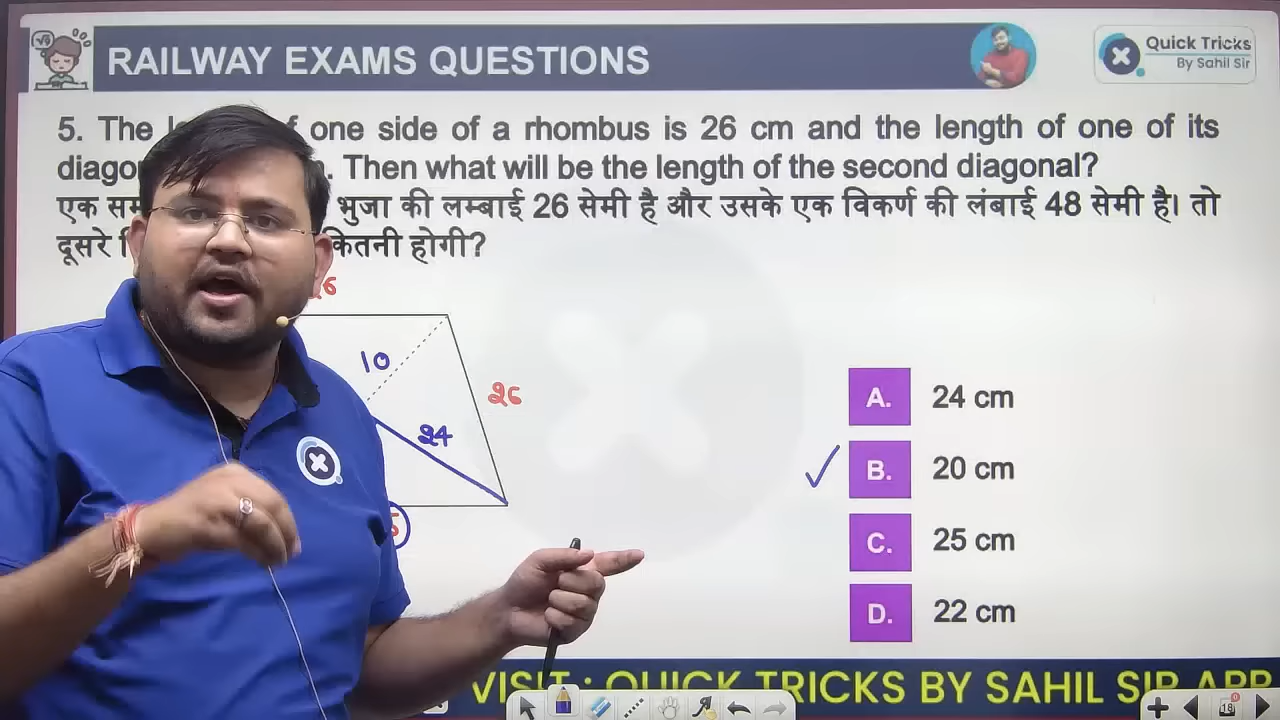 RAILWAY EXAMS QUESTIONS
Quick Tricks
By Sahil Sir
5. The of one side of a rhombus is 26 cm and the length of one of its
Then what will be the length of the second diagonal?
एक भुजा की लम्बाई 26 सेमी है और उसके एक विकर्ण की लंबाई 48 सेमी है। तो
दूसरे कितनी होगी?
10
26
24
A. 24 cm
B. 20 cm
C. 25 cm
D. 22 cm
VISIT : QUICK TRICKS BY SAHIL SIR APP
18